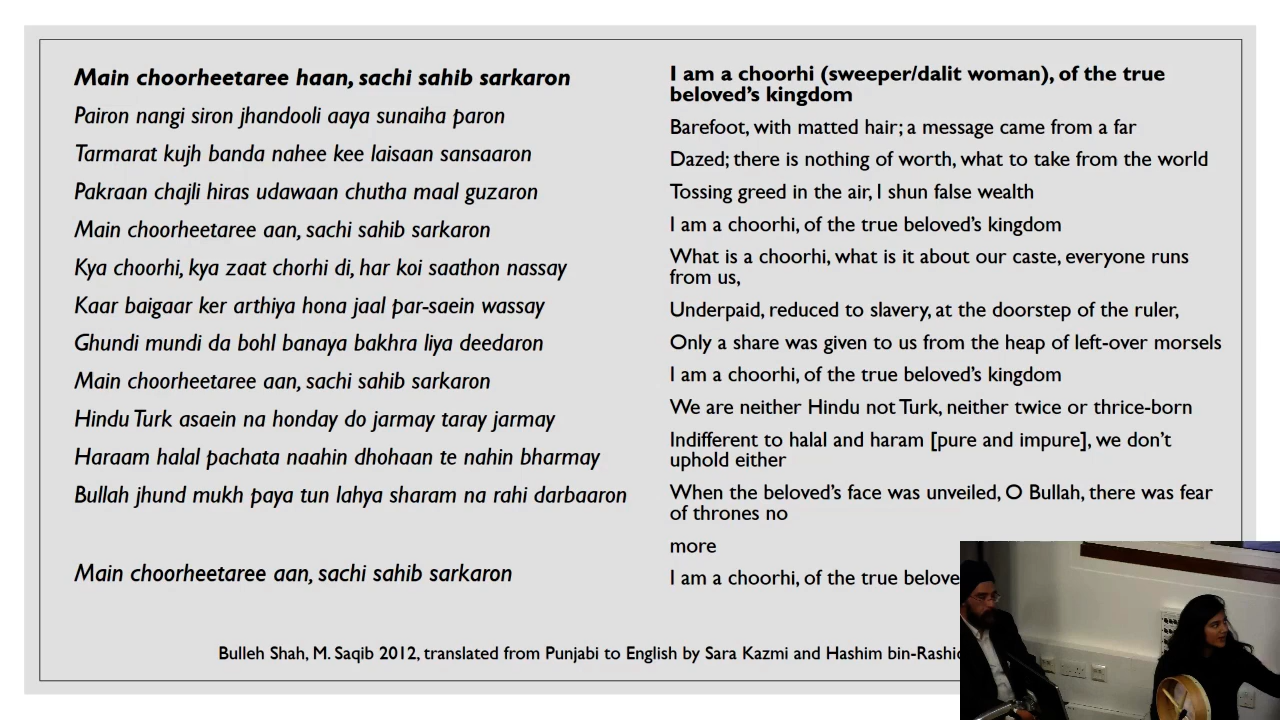 Main choorheetaree haan, sachi sahib sarkaron
Pairon nangi siron jhandooli aaya sunaiha paron
Tarmarat kujh banda nahee kee laisaan sansaaron
Pakraan chajli hiras udawaan chutha maal guzaron
Main choorheetaree aan, sachi sahib sarkaron
Kya choorhi, kya zaat chorhi di, har koi saathon nassay
Kaar baigaar ker arthiya hona jaal par-saein wassay
Ghundi mundi da bohl banaya bakhra liya deedaron
Main choorheetaree aan, sachi sahib sarkaron
Hindu Turk asaein na honday do jarmay taray jarmay
Haraam halal pachata naahin dhohaan te nahin bharmay
Bullah jhund mukh paya tun lahya sharam na rahi darbaaron
Main choorheetaree aan, sachi sahib sarkaron
I am a choorhi (sweeper/dalit woman), of the true
beloved's kingdom
Barefoot, with matted hair; a message came from a far
Dazed; there is nothing of worth, what to take from the world
Tossing greed in the air, I shun false wealth
I am a choorhi, of the true beloved's kingdom
What is a choorhi, what is it about our caste, everyone runs
from us,
Underpaid, reduced to slavery, at the doorstep of the ruler,
Only a share was given to us from the heap of left-over morsels
I am a choorhi, of the true beloved's kingdom
We are neither Hindu not Turk, neither twice or thrice-born
Indifferent to halal and haram [pure and impure], we don't
uphold either
When the beloved's face was unveiled, O Bullah, there was fear
of thrones no
more
I am a choorhi, of the true
Bulleh Shah, M. Saqib 2012, translated from Punjabi to English by Sara Kazmi and Hashim